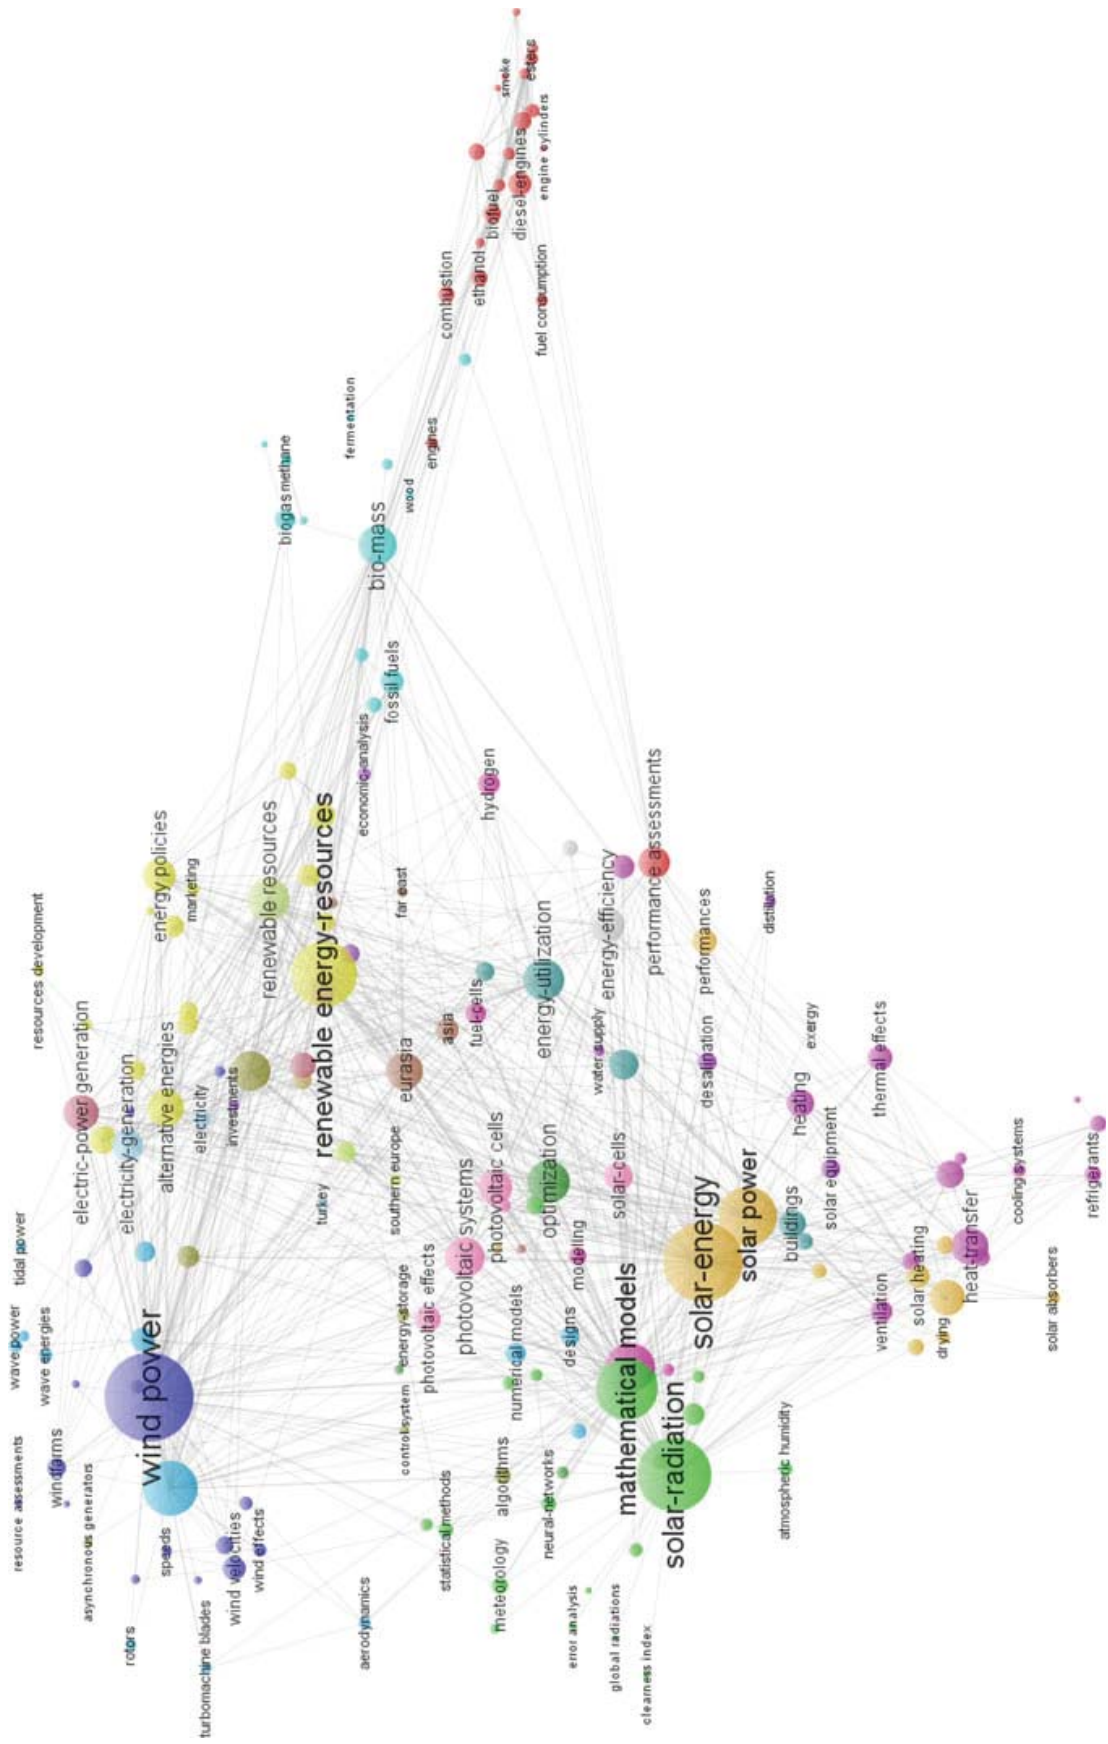 smoke
esters
engine cylinders
diesel-engines
biofuel
ethanol
combustion
fuel consumption
fermentation
engines
methane
biogas
wood
bio-mass
fossil fuels
economic-analysis
hydrogen
performance assessments
energy policies
marketing
renewable resources
renewable energy-resources
far east
energy-efficiency
distilation
performances
resources development
electric-power generation
electricity-generation
alternative energies
electricity
investments
eurasia
asia
fuel-cells
energy-utilization
water supply
desalination
exergy
heating
thermal effects
turkey
southern europe
photovoltaic systems
photovoltaic cells
optimization
solar-cells
solar-energy
solar power
buildings
solar equipment
cooling systems
refrigerants
heat-transfer
solar heating
drying
ventilation
solar absorbers
tidal power
wave power
wave energies
wind power
windfarms
resource assessments
asynchronous generators
energy-storage
photovoltaic effects
control system
numerical models
modeling
designs
mathematical models
solar-radiation
algorithms
neural-networks
statistical methods
meteorology
atmospheric humidity
speeds
wind velocities
wind effects
rotors
turbomachine blades
aerodynamics
error analysis
global radiations
clearness index